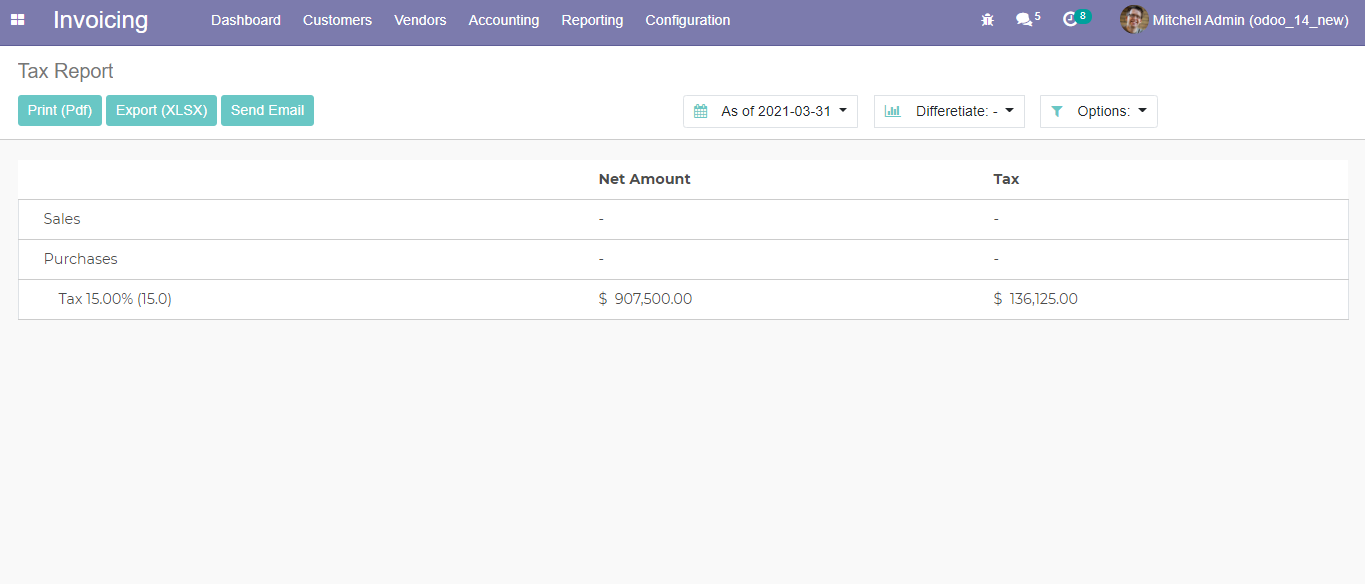 Invoicing Dashboard Customers Vendors Accounting Reporting Configuration 5 8 Mitchell Admin (odoo_14_new)
Tax Report
Print (Pdf) Export (XLSX) Send Email As of 2021-03-31 Differetiate: - Options:
Net Amount Tax
Sales - -
Purchases - -
Tax 15.00% (15.0) $ 907,500.00 $ 136,125.00